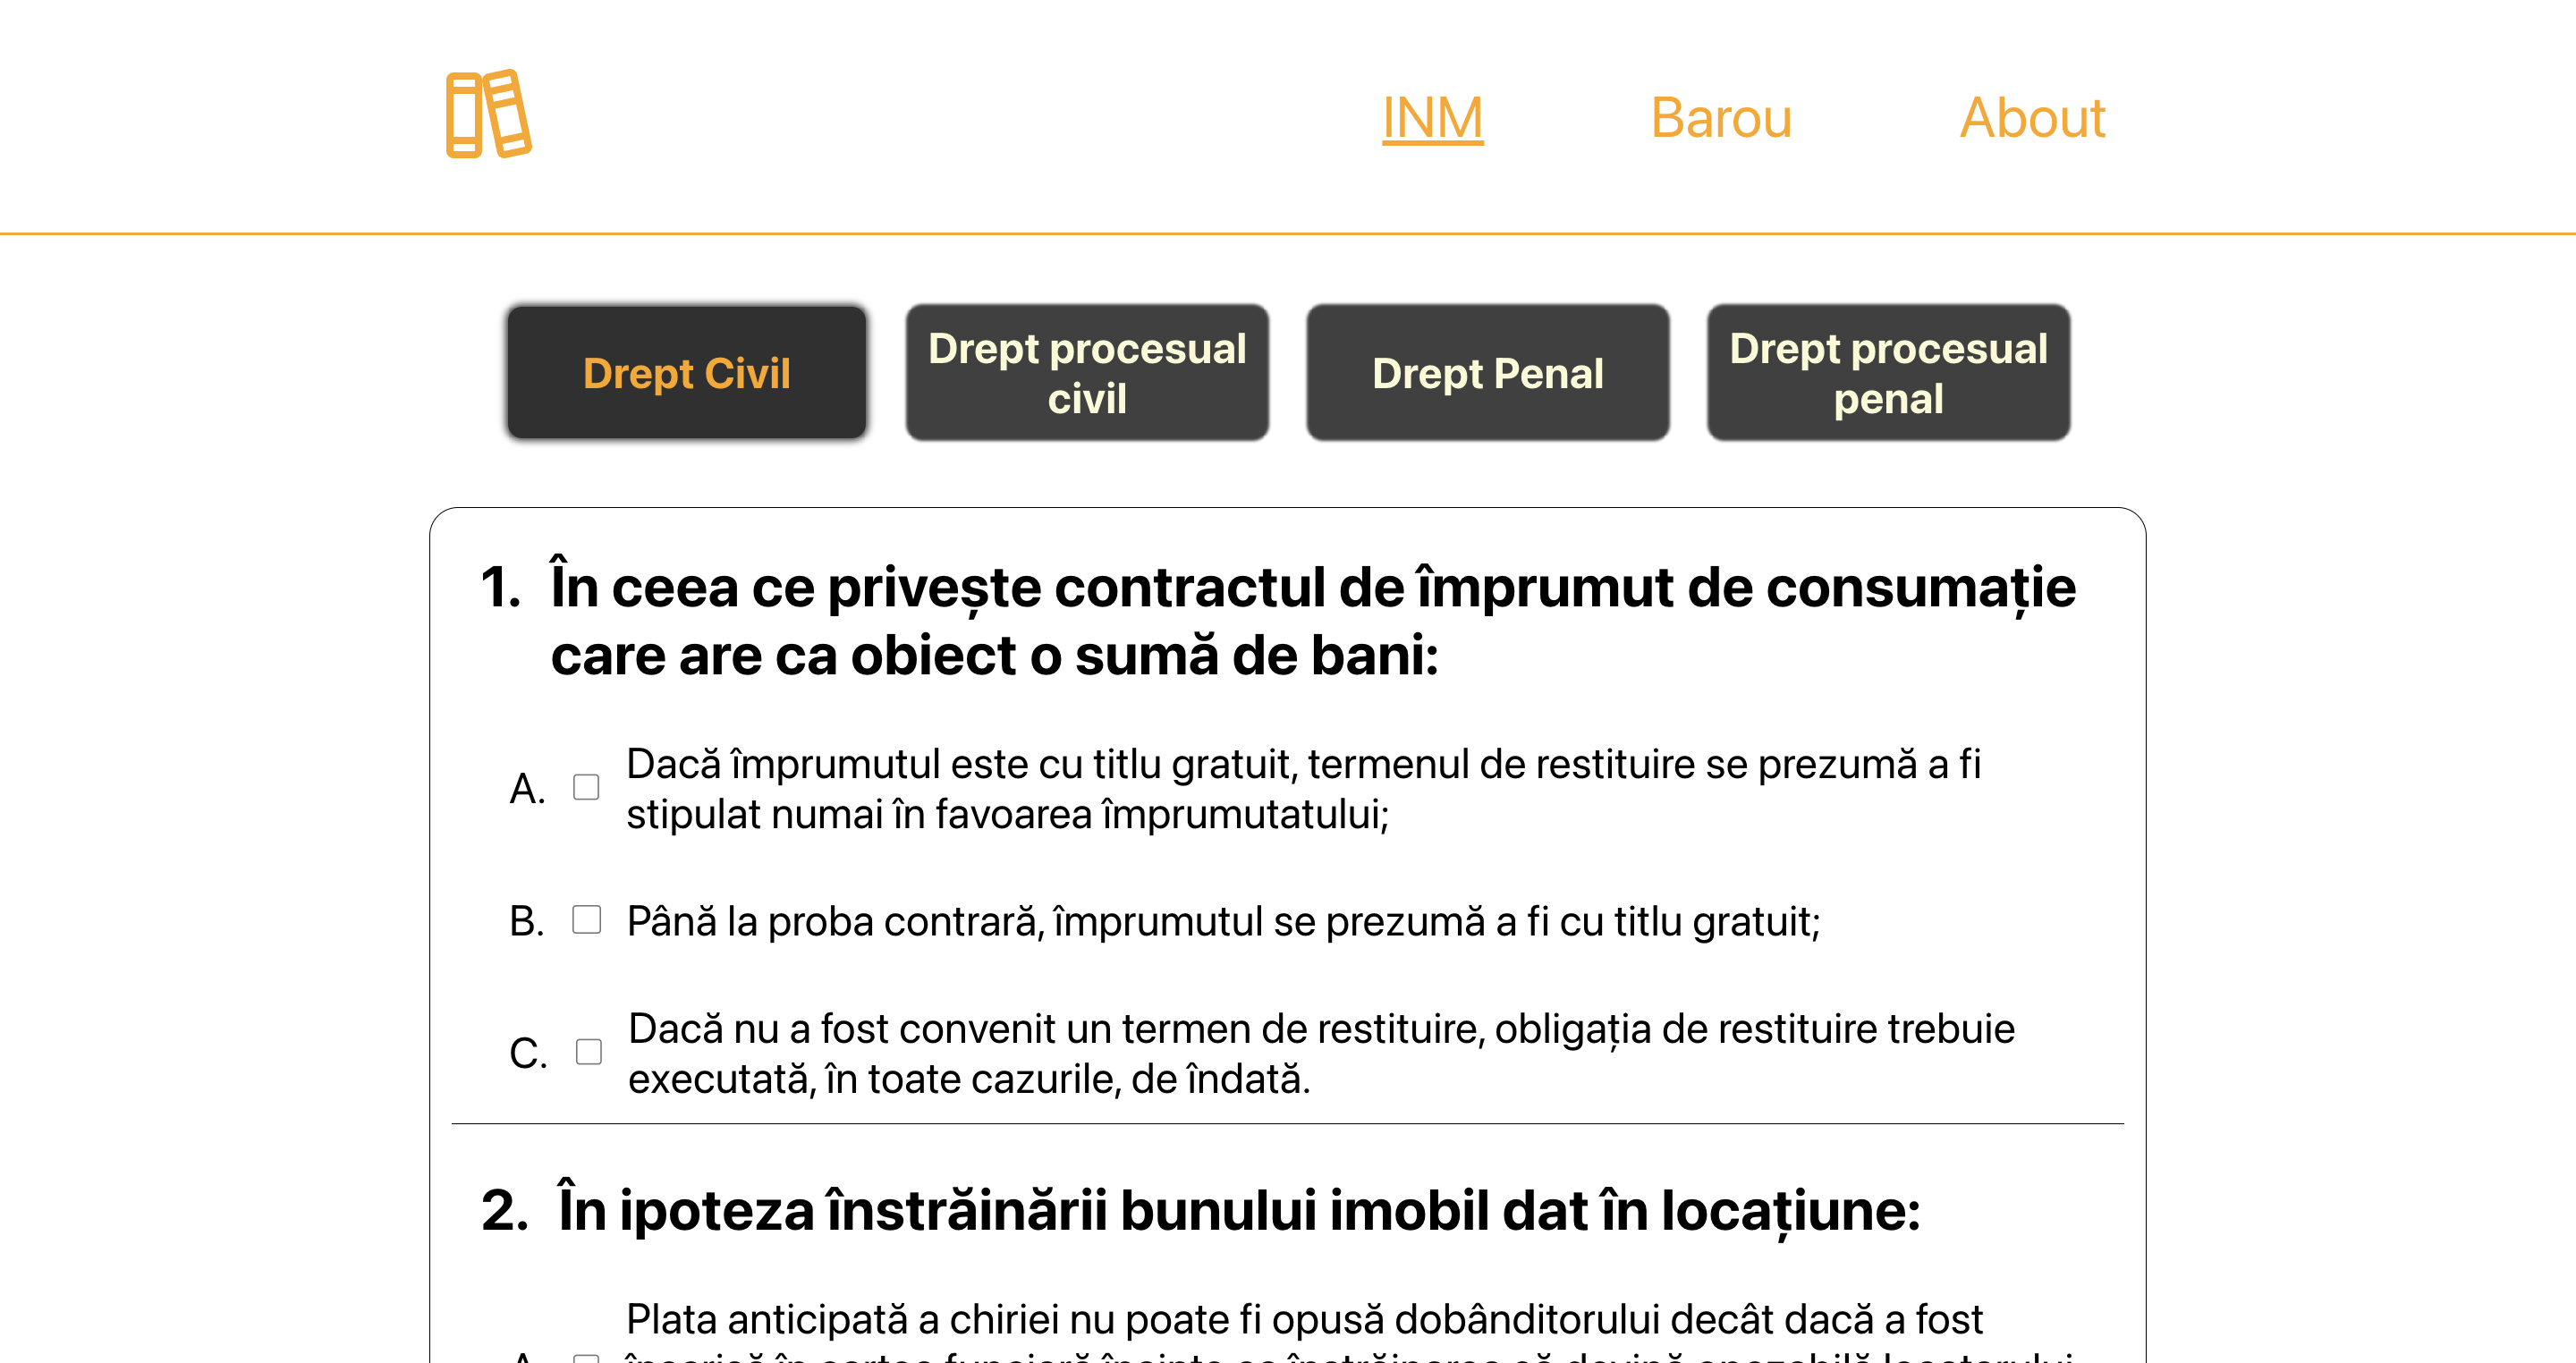 INM Barou About
Drept Civil
Drept procesual
civil
Drept Penal
Drept procesual
penal
1. În ceea ce privește contractul de împrumut de consumație
care are ca obiect o sumă de bani:
A. Dacă împrumutul este cu titlu gratuit, termenul de restituire se prezumă a fi
stipulat numai în favoarea împrumutatului;
B. Până la proba contrară, împrumutul se prezumă a fi cu titlu gratuit;
C. Dacă nu a fost convenit un termen de restituire, obligația de restituire trebuie
executată, în toate cazurile, de îndată.
2. În ipoteza înstrăinării bunului imobil dat în locațiune:
Plata anticipată a chiriei nu poate fi opusă dobânditorului decât dacă a fost